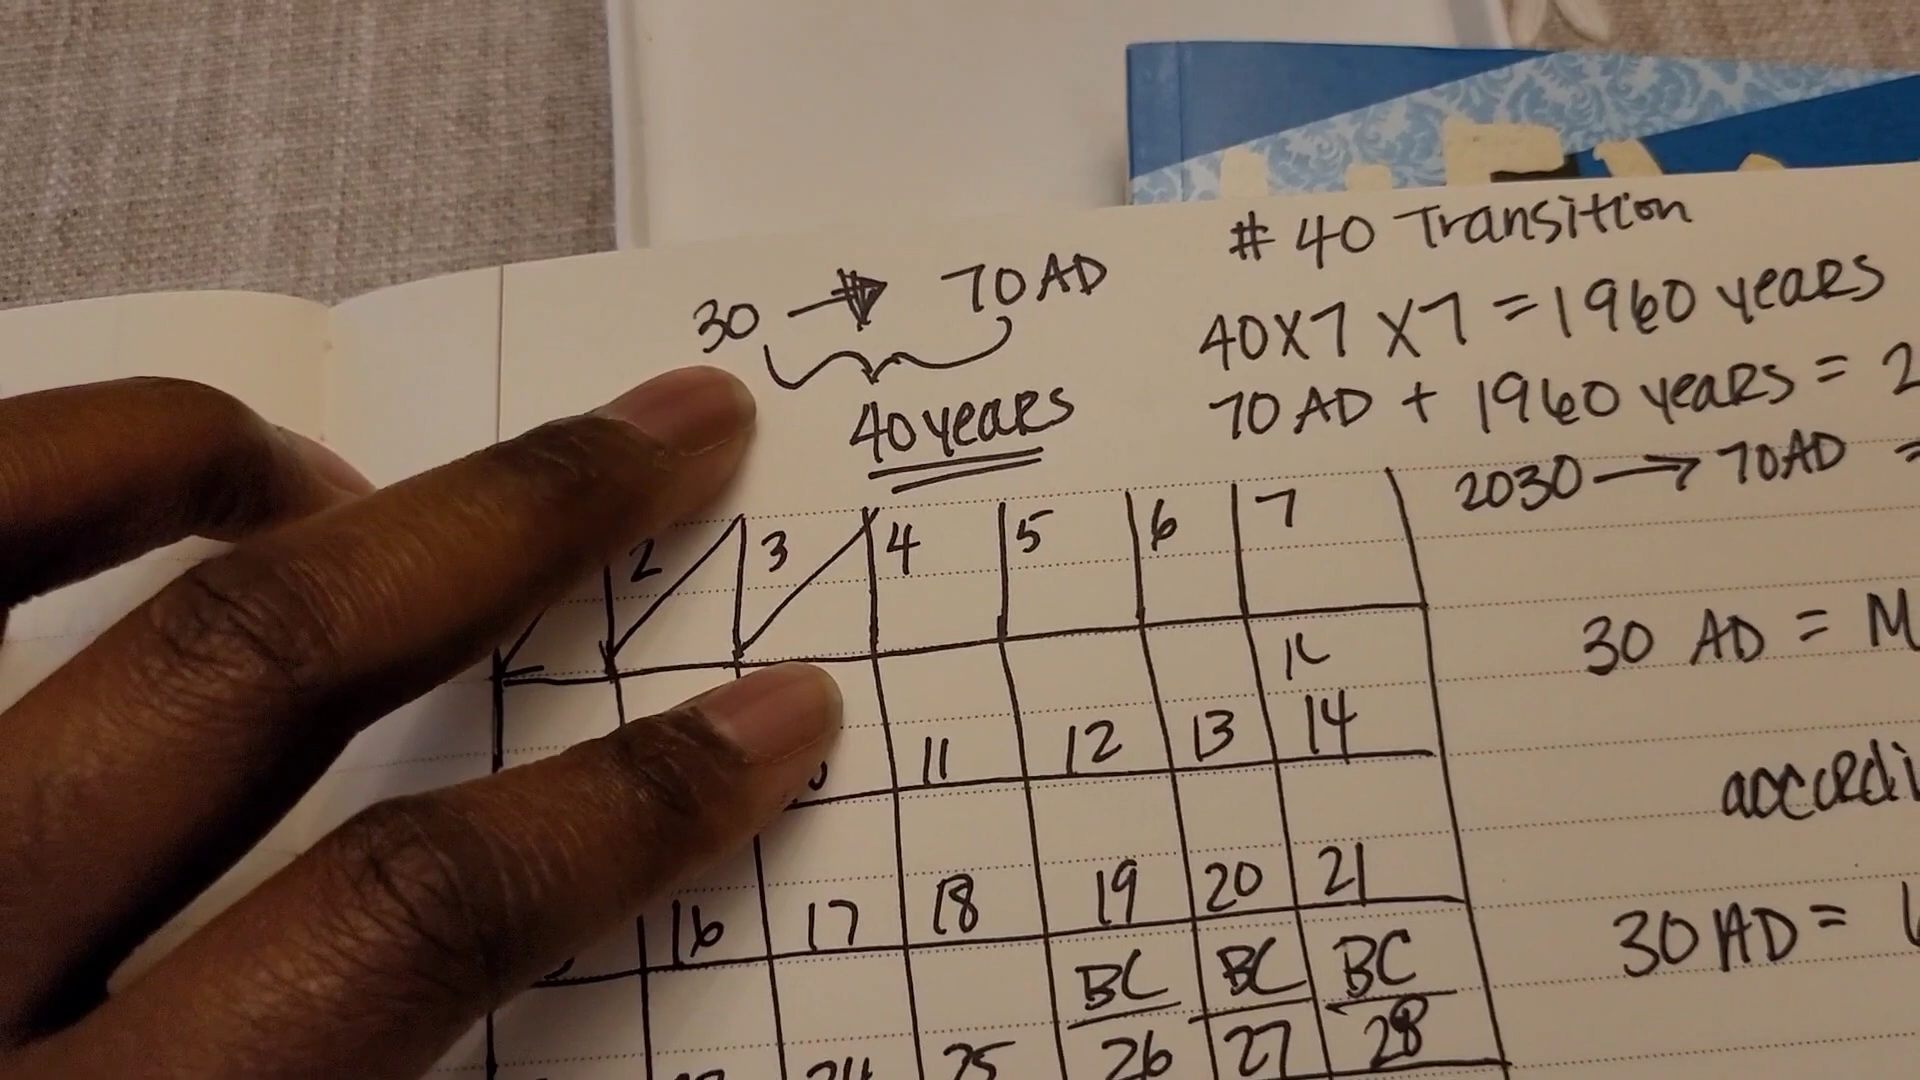 # 40 Transition
30 → 70 AD
40 years
40 X 7 X 7 = 1960 years
70 AD + 1960 years = 2
2030 → 70 AD =
2 3 4 5 6 7
30 AD = M
11 12 13 14
accordi
16 17 18 19 20 21
30 AD =
BC BC BC
24 25 26 27 28